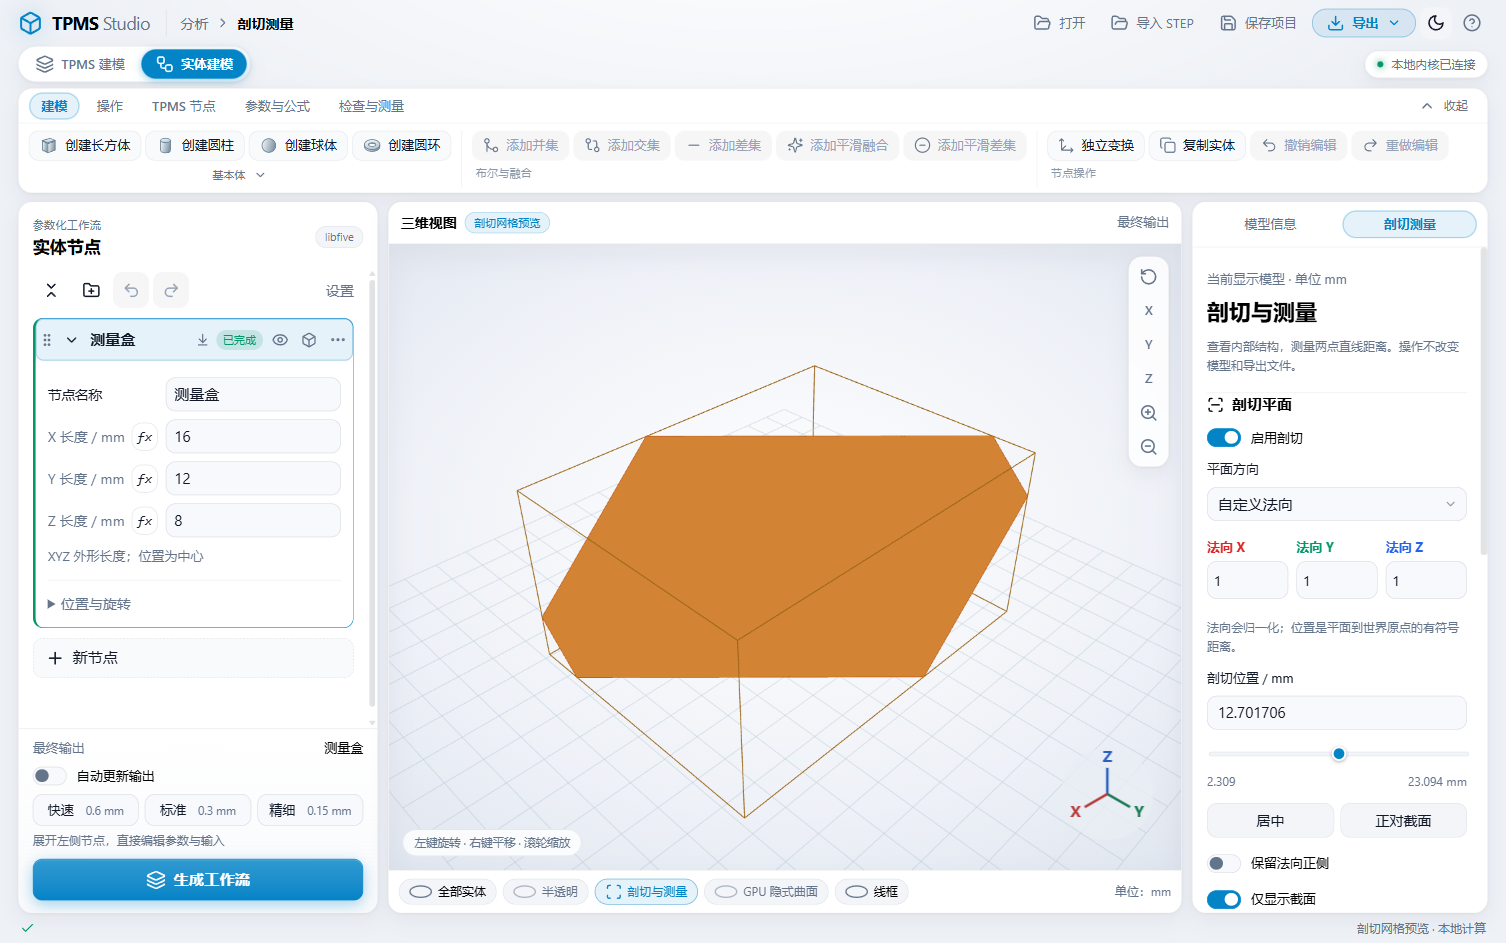 TPMS Studio 分析 > 剖切测量 打开 导入 STEP 保存项目 导出
TPMS 建模 实体建模 本地内核已连接
建模 操作 TPMS 节点 参数与公式 检查与测量 收起
创建长方体 创建圆柱 创建球体 创建圆环 添加并集 添加交集 添加差集 添加平滑融合 添加平滑差集 独立变换 复制实体 撤销编辑 重做编辑
基本体 布尔与融合 节点操作
参数化工作流
实体节点
libfive
设置
测量盒 已完成
节点名称 测量盒
X 长度 / mm ƒx 16
Y 长度 / mm ƒx 12
Z 长度 / mm ƒx 8
XYZ 外形长度；位置为中心
位置与旋转
新节点
最终输出 测量盒
自动更新输出
快速 0.6 mm 标准 0.3 mm 精细 0.15 mm
展开左侧节点，直接编辑参数与输入
生成工作流
三维视图 剖切网格预览 最终输出
X
Y
Z
Z
X Y
左键旋转 · 右键平移 · 滚轮缩放
全部实体 半透明 剖切与测量 GPU 隐式曲面 线框 单位：mm
模型信息 剖切测量
当前显示模型 · 单位 mm
剖切与测量
查看内部结构，测量两点直线距离。操作不改变
模型和导出文件。
剖切平面
启用剖切
平面方向
自定义法向
法向 X 法向 Y 法向 Z
1 1 1
法向会归一化；位置是平面到世界原点的有符号
距离。
剖切位置 / mm
12.701706
2.309 23.094 mm
居中 正对截面
保留法向正侧
仅显示截面
剖切网格预览 · 本地计算